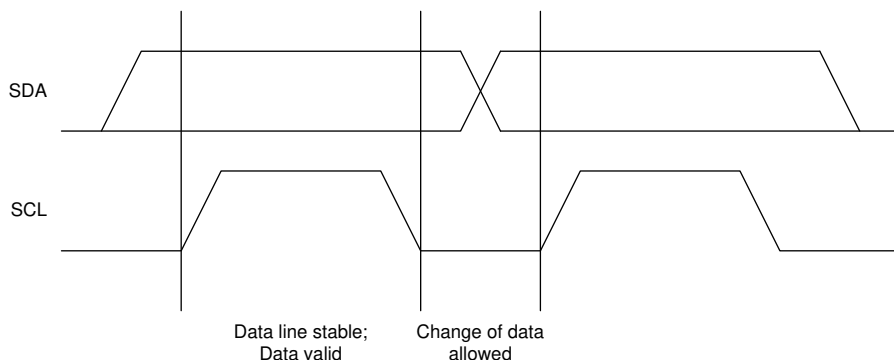 SDA
SCL
Data line stable;
Data valid
Change of data
allowed